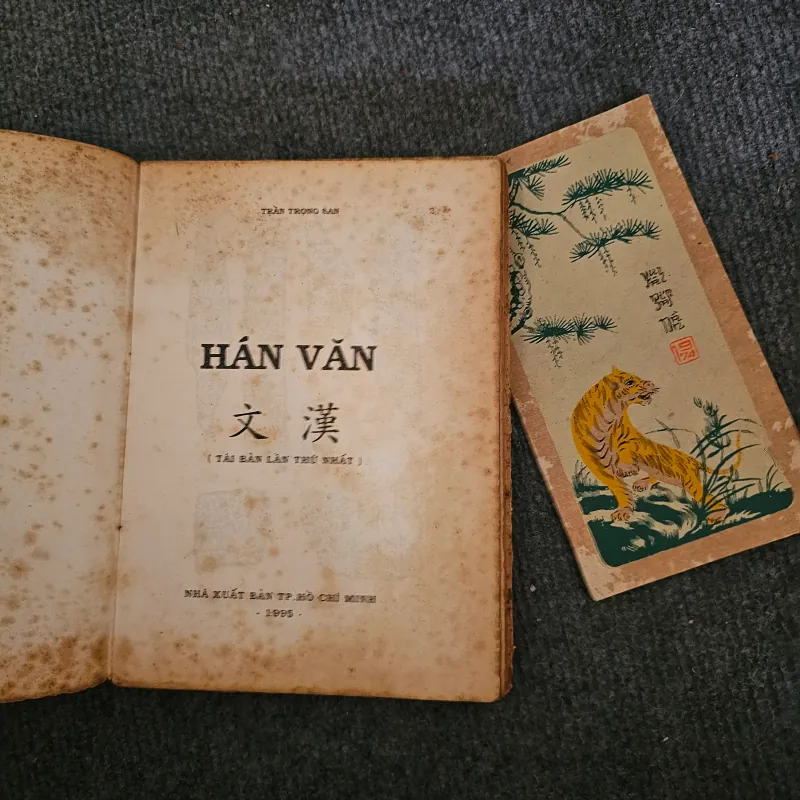 TRẦN TRỌNG SAN
HÁN VĂN
文 漢
( TÁI BẢN LẦN THỨ NHẤT )
NHÀ XUẤT BẢN TP.HỒ CHÍ MINH
- 1995 -
1974